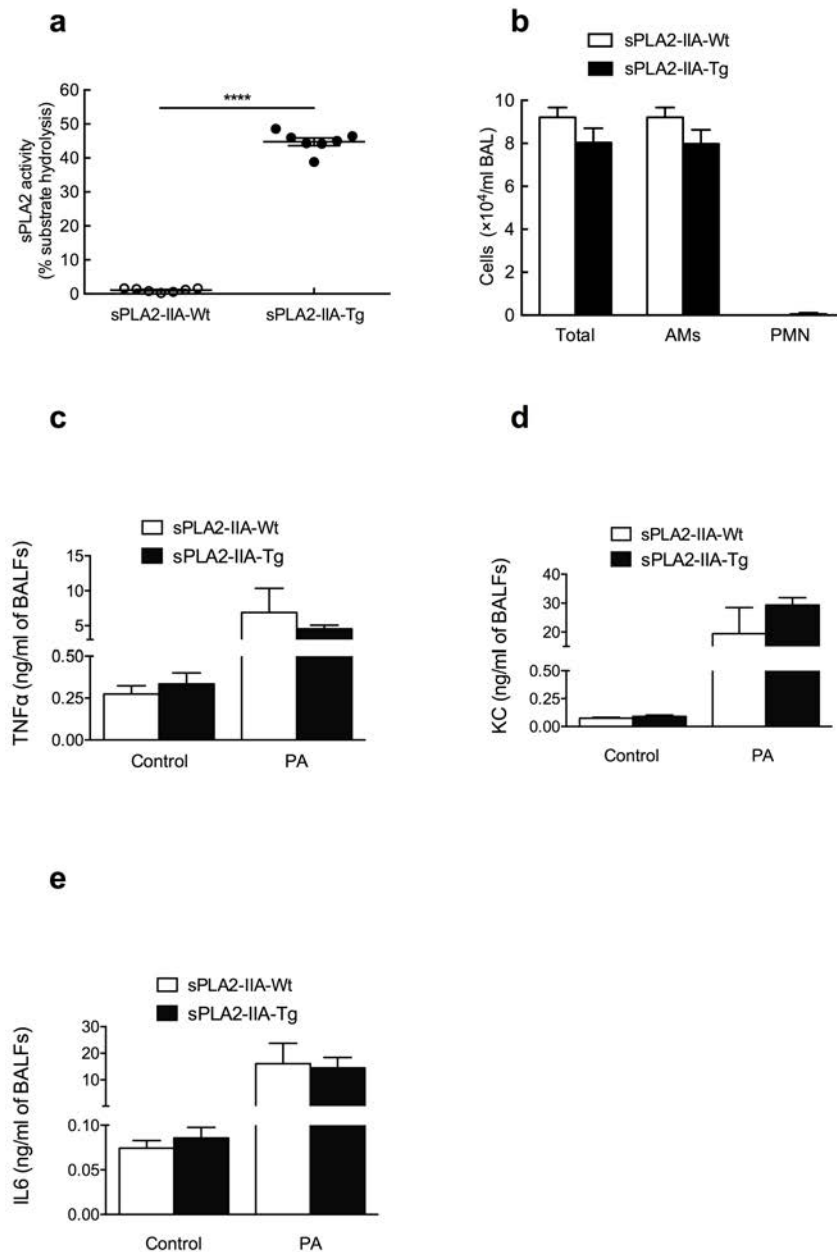 a
sPLA2 activity
(% substrate hydrolysis)
60
50
40
30
20
10
0
****
sPLA2-IIA-Wt
sPLA2-IIA-Tg
b
sPLA2-IIA-Wt
sPLA2-IIA-Tg
Cells (×10⁴/ml BAL)
10
8
6
4
2
0
Total
AMs
PMN
c
sPLA2-IIA-Wt
sPLA2-IIA-Tg
TNFα (ng/ml of BALFs)
15
10
5
0.50
0.25
0.00
Control
PA
d
sPLA2-IIA-Wt
sPLA2-IIA-Tg
KC (ng/ml of BALFs)
40
30
20
0.50
0.25
0.00
Control
PA
e
sPLA2-IIA-Wt
sPLA2-IIA-Tg
IL6 (ng/ml of BALFs)
30
20
10
0.10
0.05
0.00
Control
PA